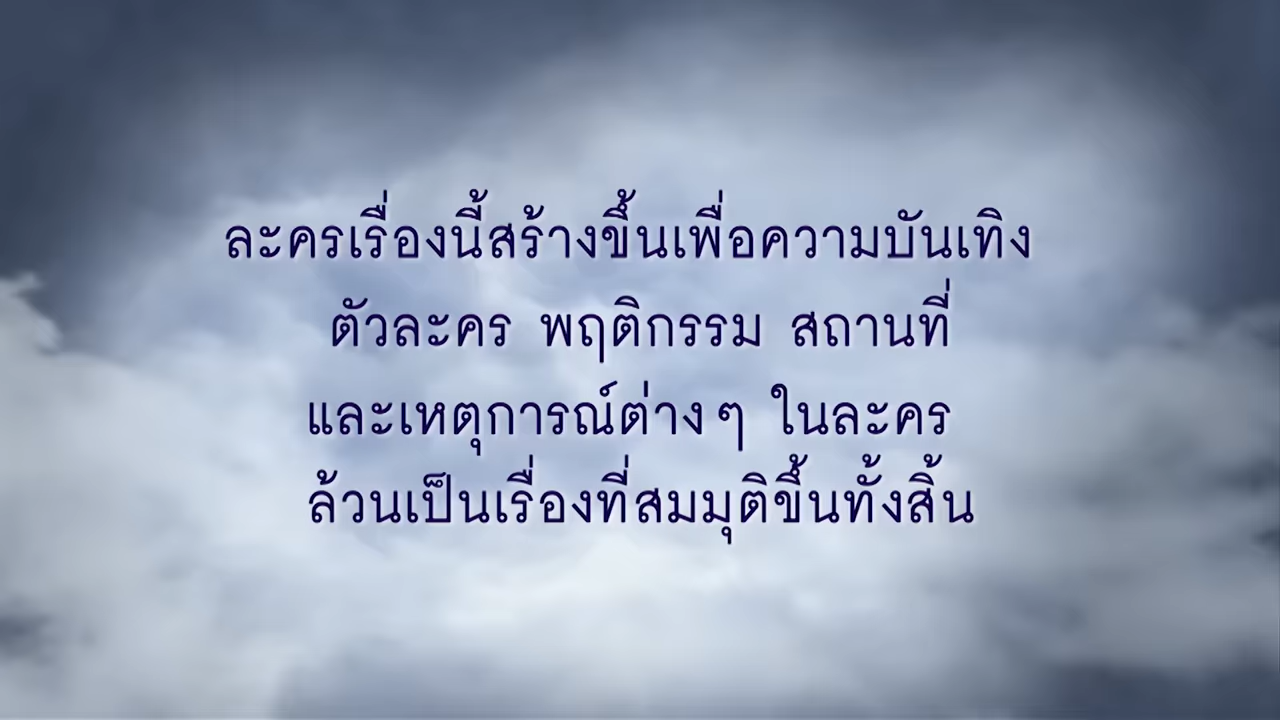 ละครเรื่องนี้สร้างขึ้นเพื่อความบันเทิง
ตัวละคร พฤติกรรม สถานที่
และเหตุการณ์ต่างๆ ในละคร
ล้วนเป็นเรื่องที่สมมุติขึ้นทั้งสิ้น